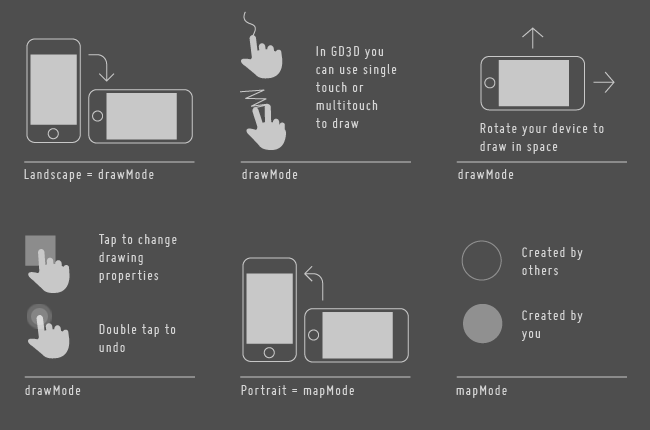 In GD3D you
can use single
touch or
multitouch
to draw
Rotate your device to
draw in space
Landscape = drawMode
drawMode
drawMode
Tap to change
drawing
properties
Double tap to
undo
Created by
others
Created by
you
drawMode
Portrait = mapMode
mapMode